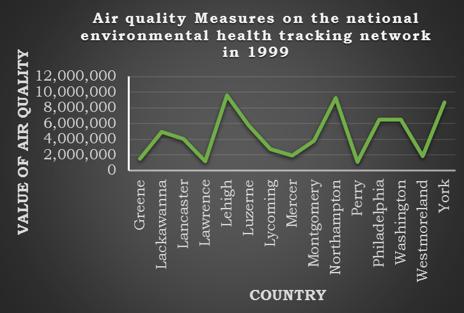 Air quality Measures on the national
environmental health tracking network
in 1999
VALUE OF AIR QUALITY
12,000,000
10,000,000
8,000,000
6,000,000
4,000,000
2,000,000
0
Greene
Lackawanna
Lancaster
Lawrence
Lehigh
Luzerne
Lycoming
Mercer
Montgomery
Northampton
Perry
Philadelphia
Washington
Westmoreland
York
COUNTRY